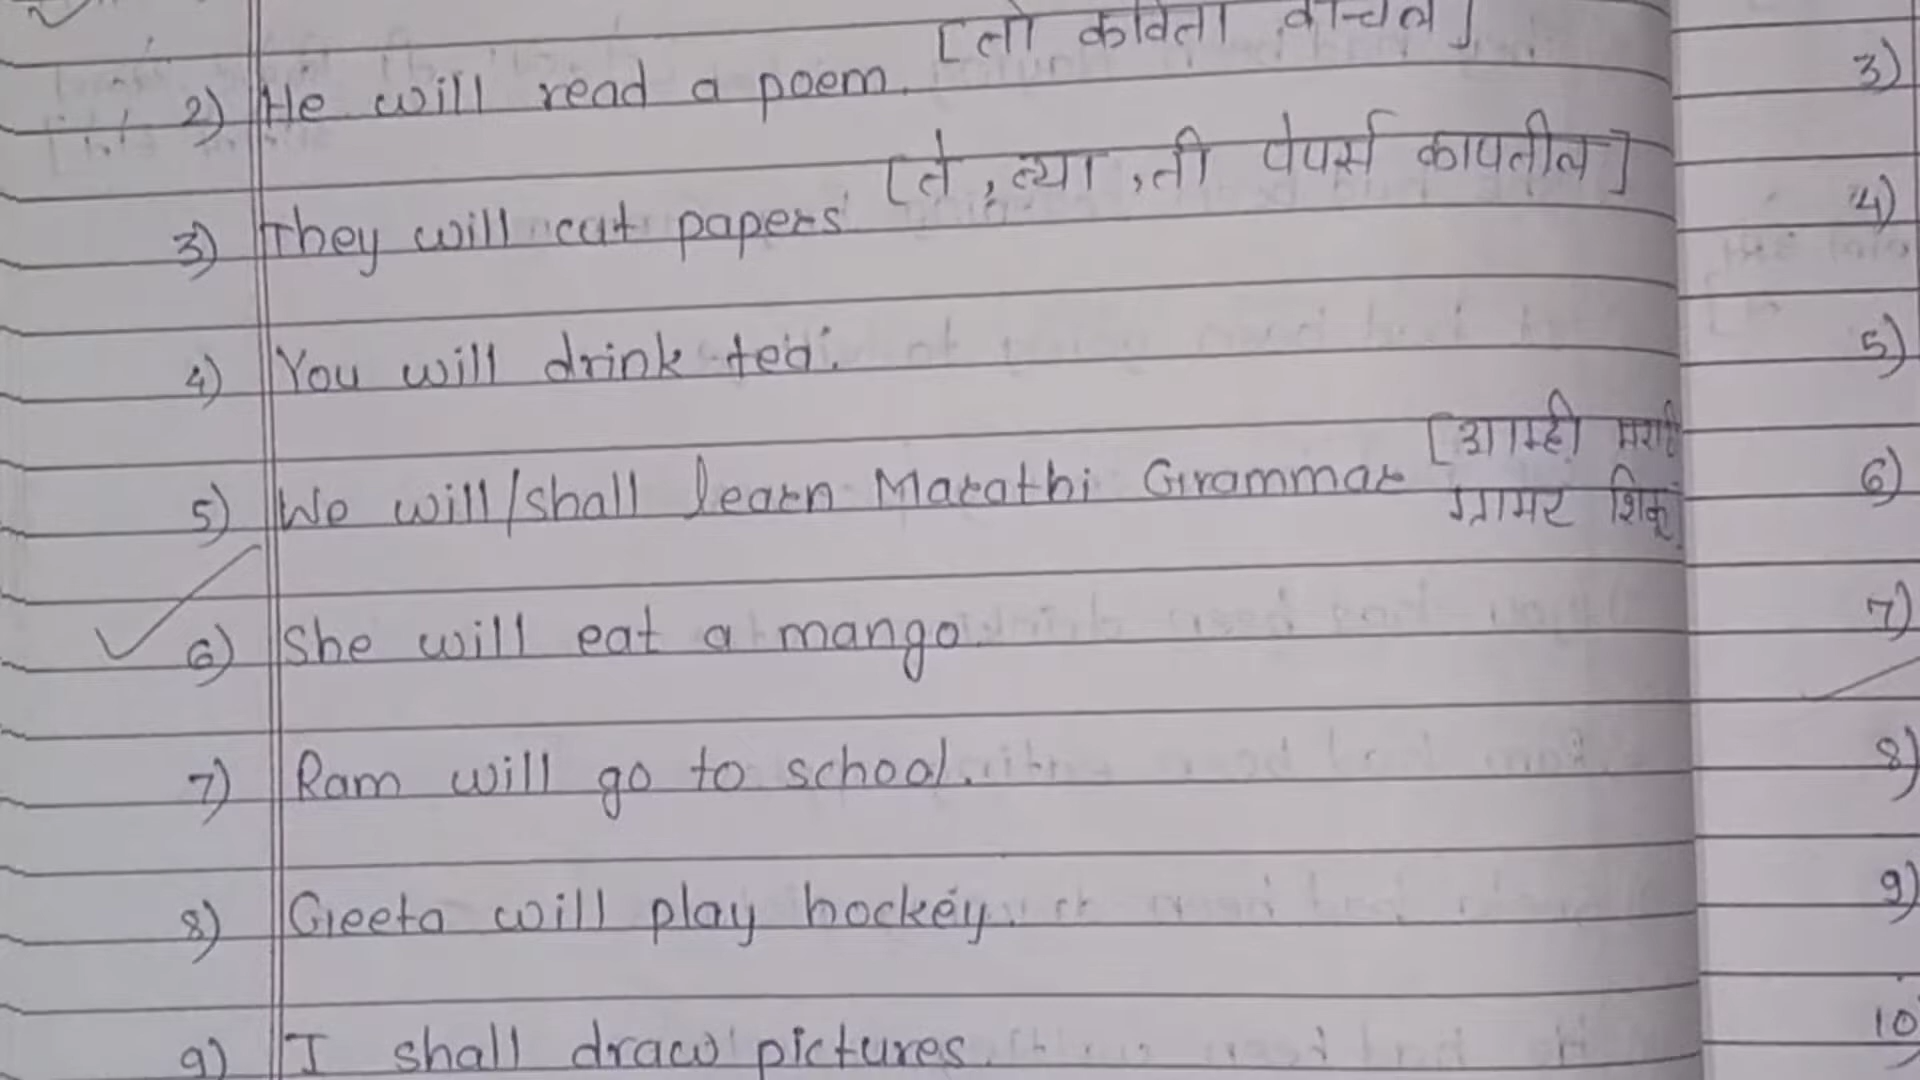 [तो कविता वाचेल]
2) He will read a poem.
[ते, त्या, ती पेपर्स कापतील]
3) They will cut papers
4) You will drink tea.
5) We will/shall learn Marathi Grammar [आम्ही मराठी
ग्रामर शिकू]
6) She will eat a mango
7) Ram will go to school.
8) Geeta will play hockey.
9) I shall draw pictures.
3)
4)
5)
6)
7)
8)
9)
10